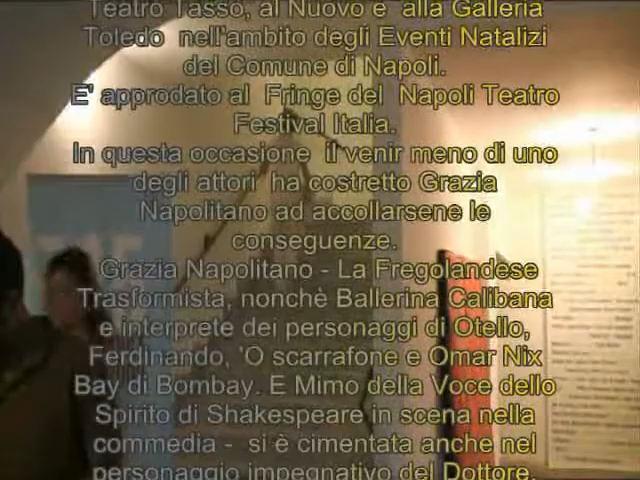 Teatro Tasso, al Nuovo e alla Galleria
Toledo nell'ambito degli Eventi Natalizi
del Comune di Napoli.
E' approdato al Fringe del Napoli Teatro
Festival Italia.
In questa occasione il venir meno di uno
degli attori ha costretto Grazia
Napolitano ad accollarsene le
conseguenze.
Grazia Napolitano - La Fregolandese
Trasformista, nonchè Ballerina Calibana
e interprete dei personaggi di Otello,
Ferdinando, 'O scarrafone e Omar Nix
Bay di Bombay. E Mimo della Voce dello
Spirito di Shakespeare in scena nella
commedia - si è cimentata anche nel
personaggio impegnativo del Dottore.